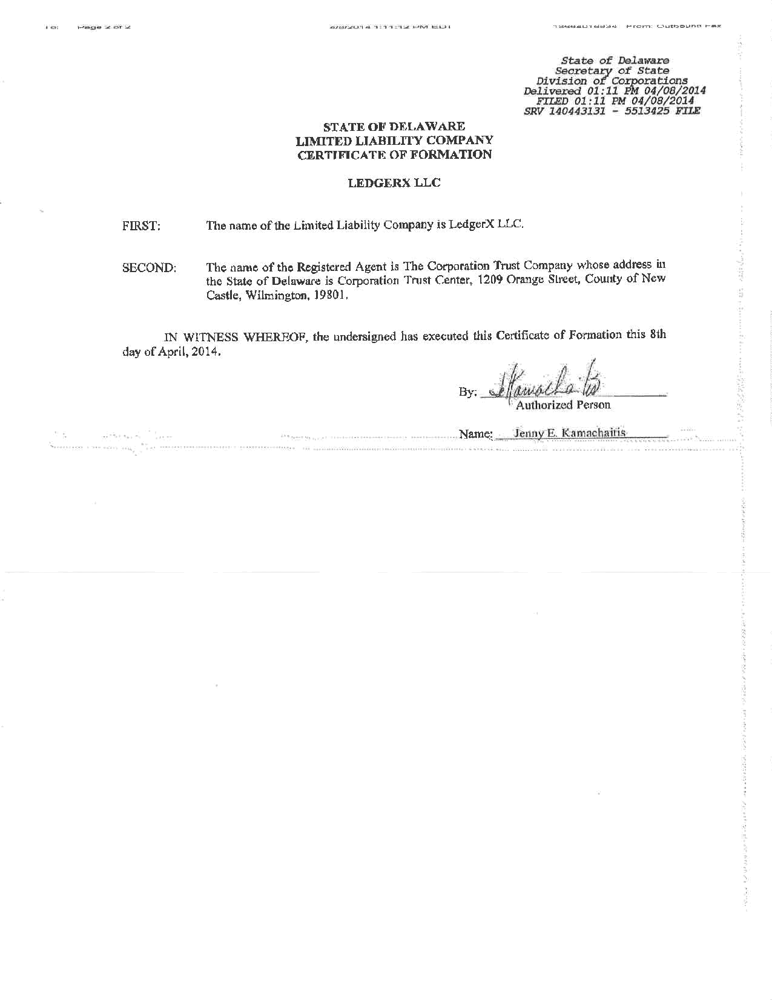 To: Page 2 of 2 4/8/2014 1:11:12 PM EDT From: Outbound Fax
State of Delaware
Secretary of State
Division of Corporations
Delivered 01:11 PM 04/08/2014
FILED 01:11 PM 04/08/2014
SRV 140443131 - 5513425 FILE
STATE OF DELAWARE
LIMITED LIABILITY COMPANY
CERTIFICATE OF FORMATION
LEDGERX LLC
FIRST: The name of the Limited Liability Company is LedgerX LLC.
SECOND: The name of the Registered Agent is The Corporation Trust Company whose address in
the State of Delaware is Corporation Trust Center, 1209 Orange Street, County of New
Castle, Wilmington, 19801.
IN WITNESS WHEREOF, the undersigned has executed this Certificate of Formation this 8th
day of April, 2014.
By:
Authorized Person
Name: Jenny E. Kamachaitis